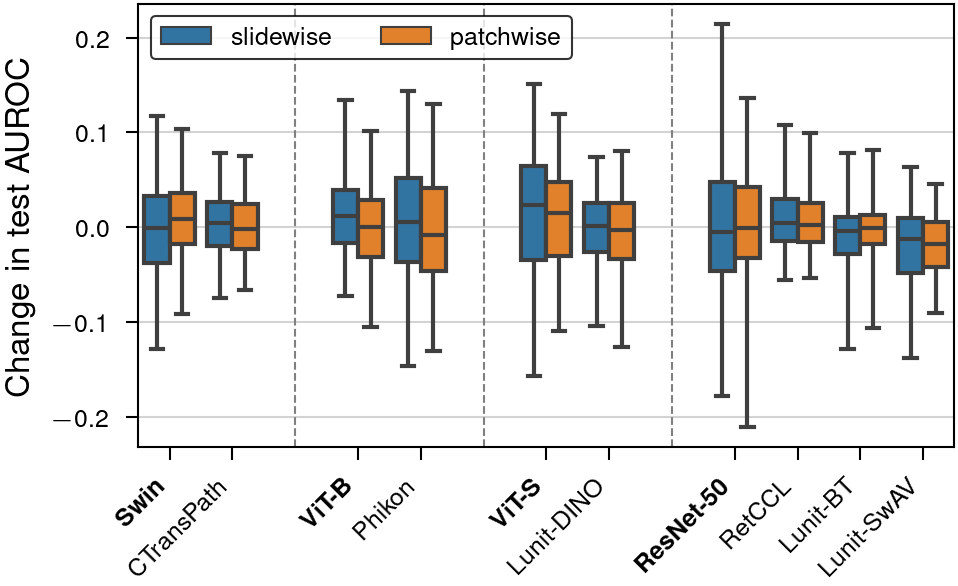 Change in test AUROC
slidewise
patchwise
0.2
0.1
0.0
−0.1
−0.2
Swin
CTransPath
ViT-B
Phikon
ViT-S
Lunit-DINO
ResNet-50
RetCCL
Lunit-BT
Lunit-SwAV